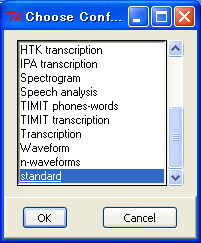 Choose Conf...
HTK transcription
IPA transcription
Spectrogram
Speech analysis
TIMIT phones-words
TIMIT transcription
Transcription
Waveform
n-waveforms
standard
OK
Cancel